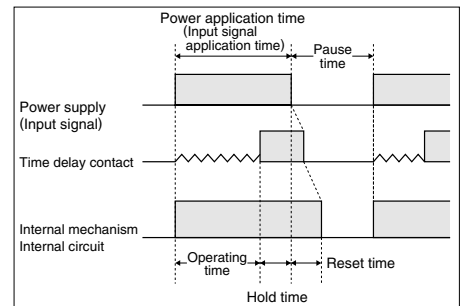 Power application time
(Input signal
application time)
Pause
time
Power supply
(Input signal)
Time delay contact
Internal mechanism
Internal circuit
Operating
time
Reset time
Hold time